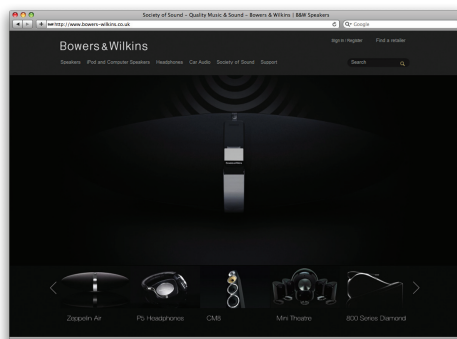 Society of Sound – Quality Music & Sound – Bowers & Wilkins | B&W Speakers
http://www.bowers-wilkins.co.uk
Google
Sign in /Register Find a retailer
Bowers & Wilkins
Speakers iPod and Computer Speakers Headphones Car Audio Society of Sound Support
Search
Zeppelin Air P5 Headphones CM8 Mini Theatre 800 Series Diamond